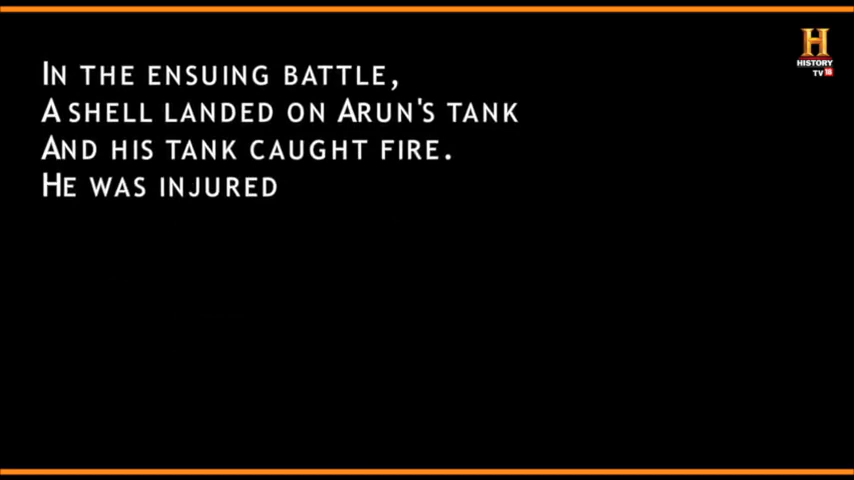 IN THE ENSUING BATTLE,
A SHELL LANDED ON ARUN'S TANK
AND HIS TANK CAUGHT FIRE.
HE WAS INJURED
H
HISTORY
TV18